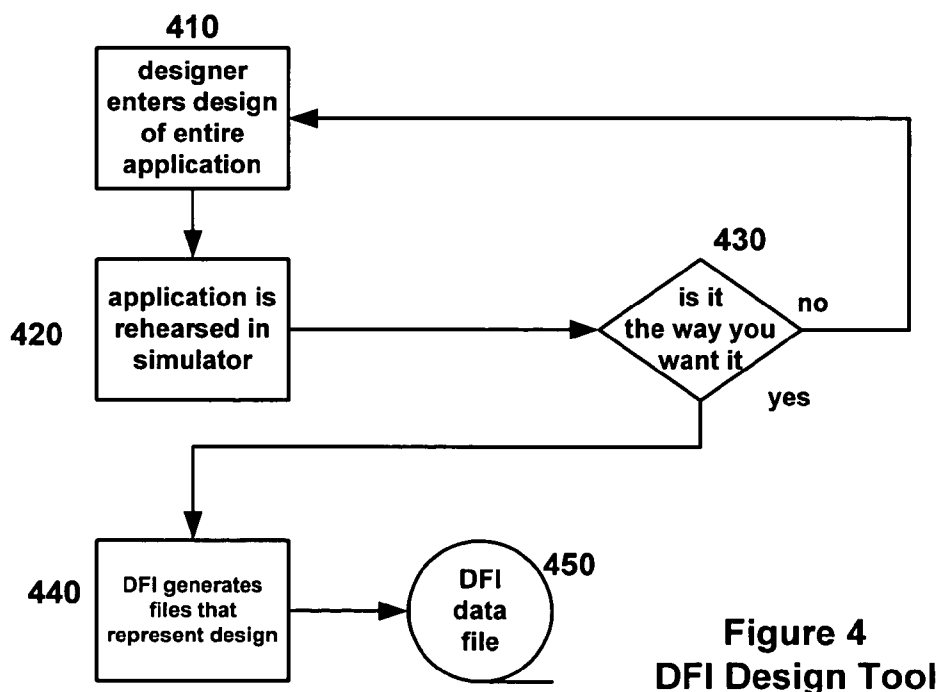 410
designer
enters design
of entire
application
420
application is
rehearsed in
simulator
430
is it
the way you
want it
no
yes
440
DFI generates
files that
represent design
450
DFI
data
file
Figure 4
DFI Design Tool